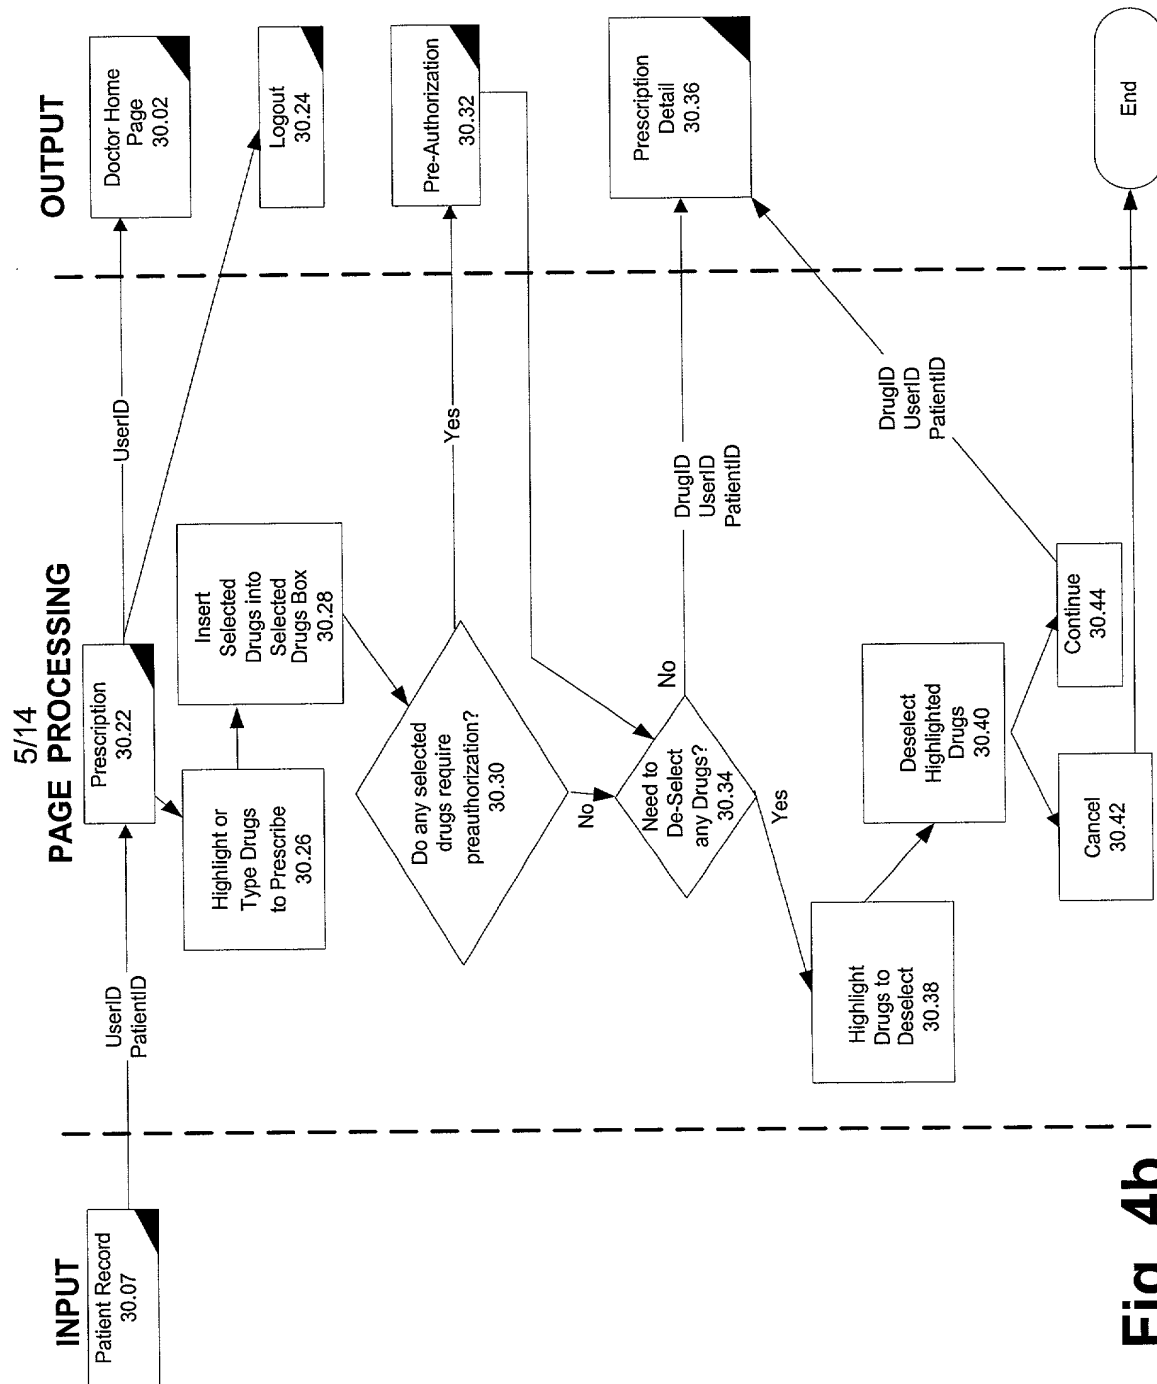 5/14
INPUT
PAGE PROCESSING
OUTPUT
Patient Record
30.07
UserID
PatientID
Prescription
30.22
UserID
Doctor Home
Page
30.02
Logout
30.24
Highlight or
Type Drugs
to Prescribe
30.26
Insert
Selected
Drugs into
Selected
Drugs Box
30.28
Do any selected
drugs require
preauthorization?
30.30
Yes
Pre-Authorization
30.32
No
Need to
De-Select
any Drugs?
30.34
No
DrugID
UserID
PatientID
Prescription
Detail
30.36
Yes
Highlight
Drugs to
Deselect
30.38
Deselect
Highlighted
Drugs
30.40
DrugID
UserID
PatientID
Cancel
30.42
Continue
30.44
End
Fig. 4b